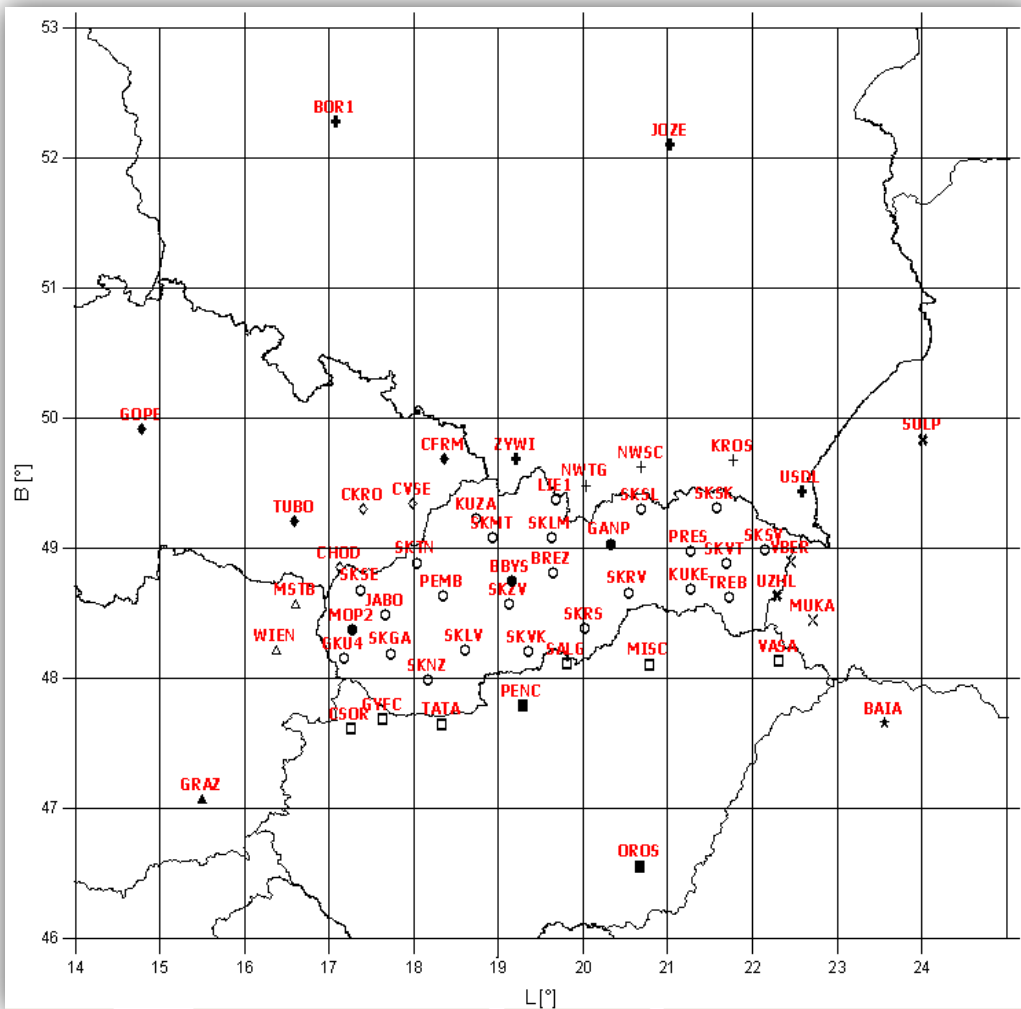 53
BOR1
JOZE
52
51
50
GOPE
SULP
CFRM
ZYWI
KROS
NWSC
NWTG
USDL
LIE1
CVSE
CKRO
SKSL
SKSK
TUBO
KUZA
SKMT
SKLM
GANP
49
PRES
SKSV
VBER
SKTN
SKVT
CHOD
BBYS
BREZ
SKSE
PEMB
SKZV
SKRV
KUKE
TREB
UZHL
MSTB
JABO
MUKA
MOP2
SKRS
WIEN
GKU4
SKGA
SKLV
SKVK
SALG
MISC
VASA
48
SKNZ
PENC
CSOR
GYEC
TATA
BAIA
GRAZ
47
OROS
46
14 15 16 17 18 19 20 21 22 23 24
B [°]
L [°]